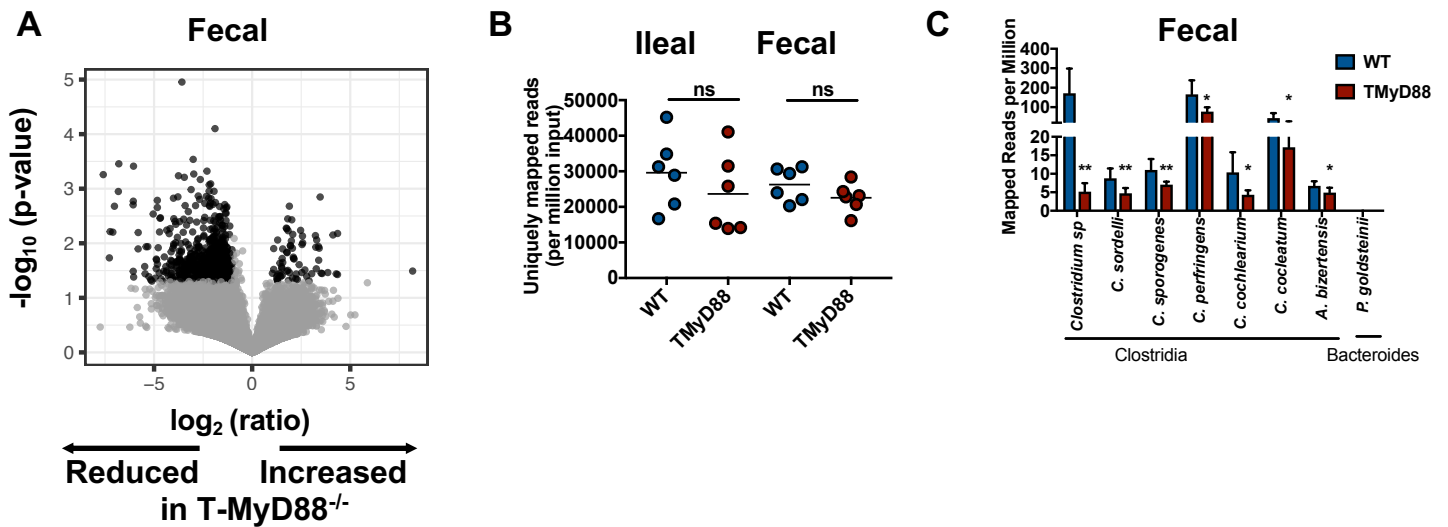 A
Fecal
-log10 (p-value)
5
4
3
2
1
0
−5
0
5
log2 (ratio)
Reduced
Increased
in T-MyD88-/-
B
Ileal
Fecal
Uniquely mapped reads
(per million input)
50000
40000
30000
20000
10000
0
ns
ns
WT
TMyD88
WT
TMyD88
C
Fecal
Mapped Reads per Million
400
300
200
100
20
15
10
5
0
**
**
**
*
*
*
*
WT
TMyD88
Clostridium sp
C. sordelli
C. sporogenes
C. perfringens
C. cochlearium
C. cocleatum
A. bizertensis
P. goldsteinii
Clostridia
Bacteroides